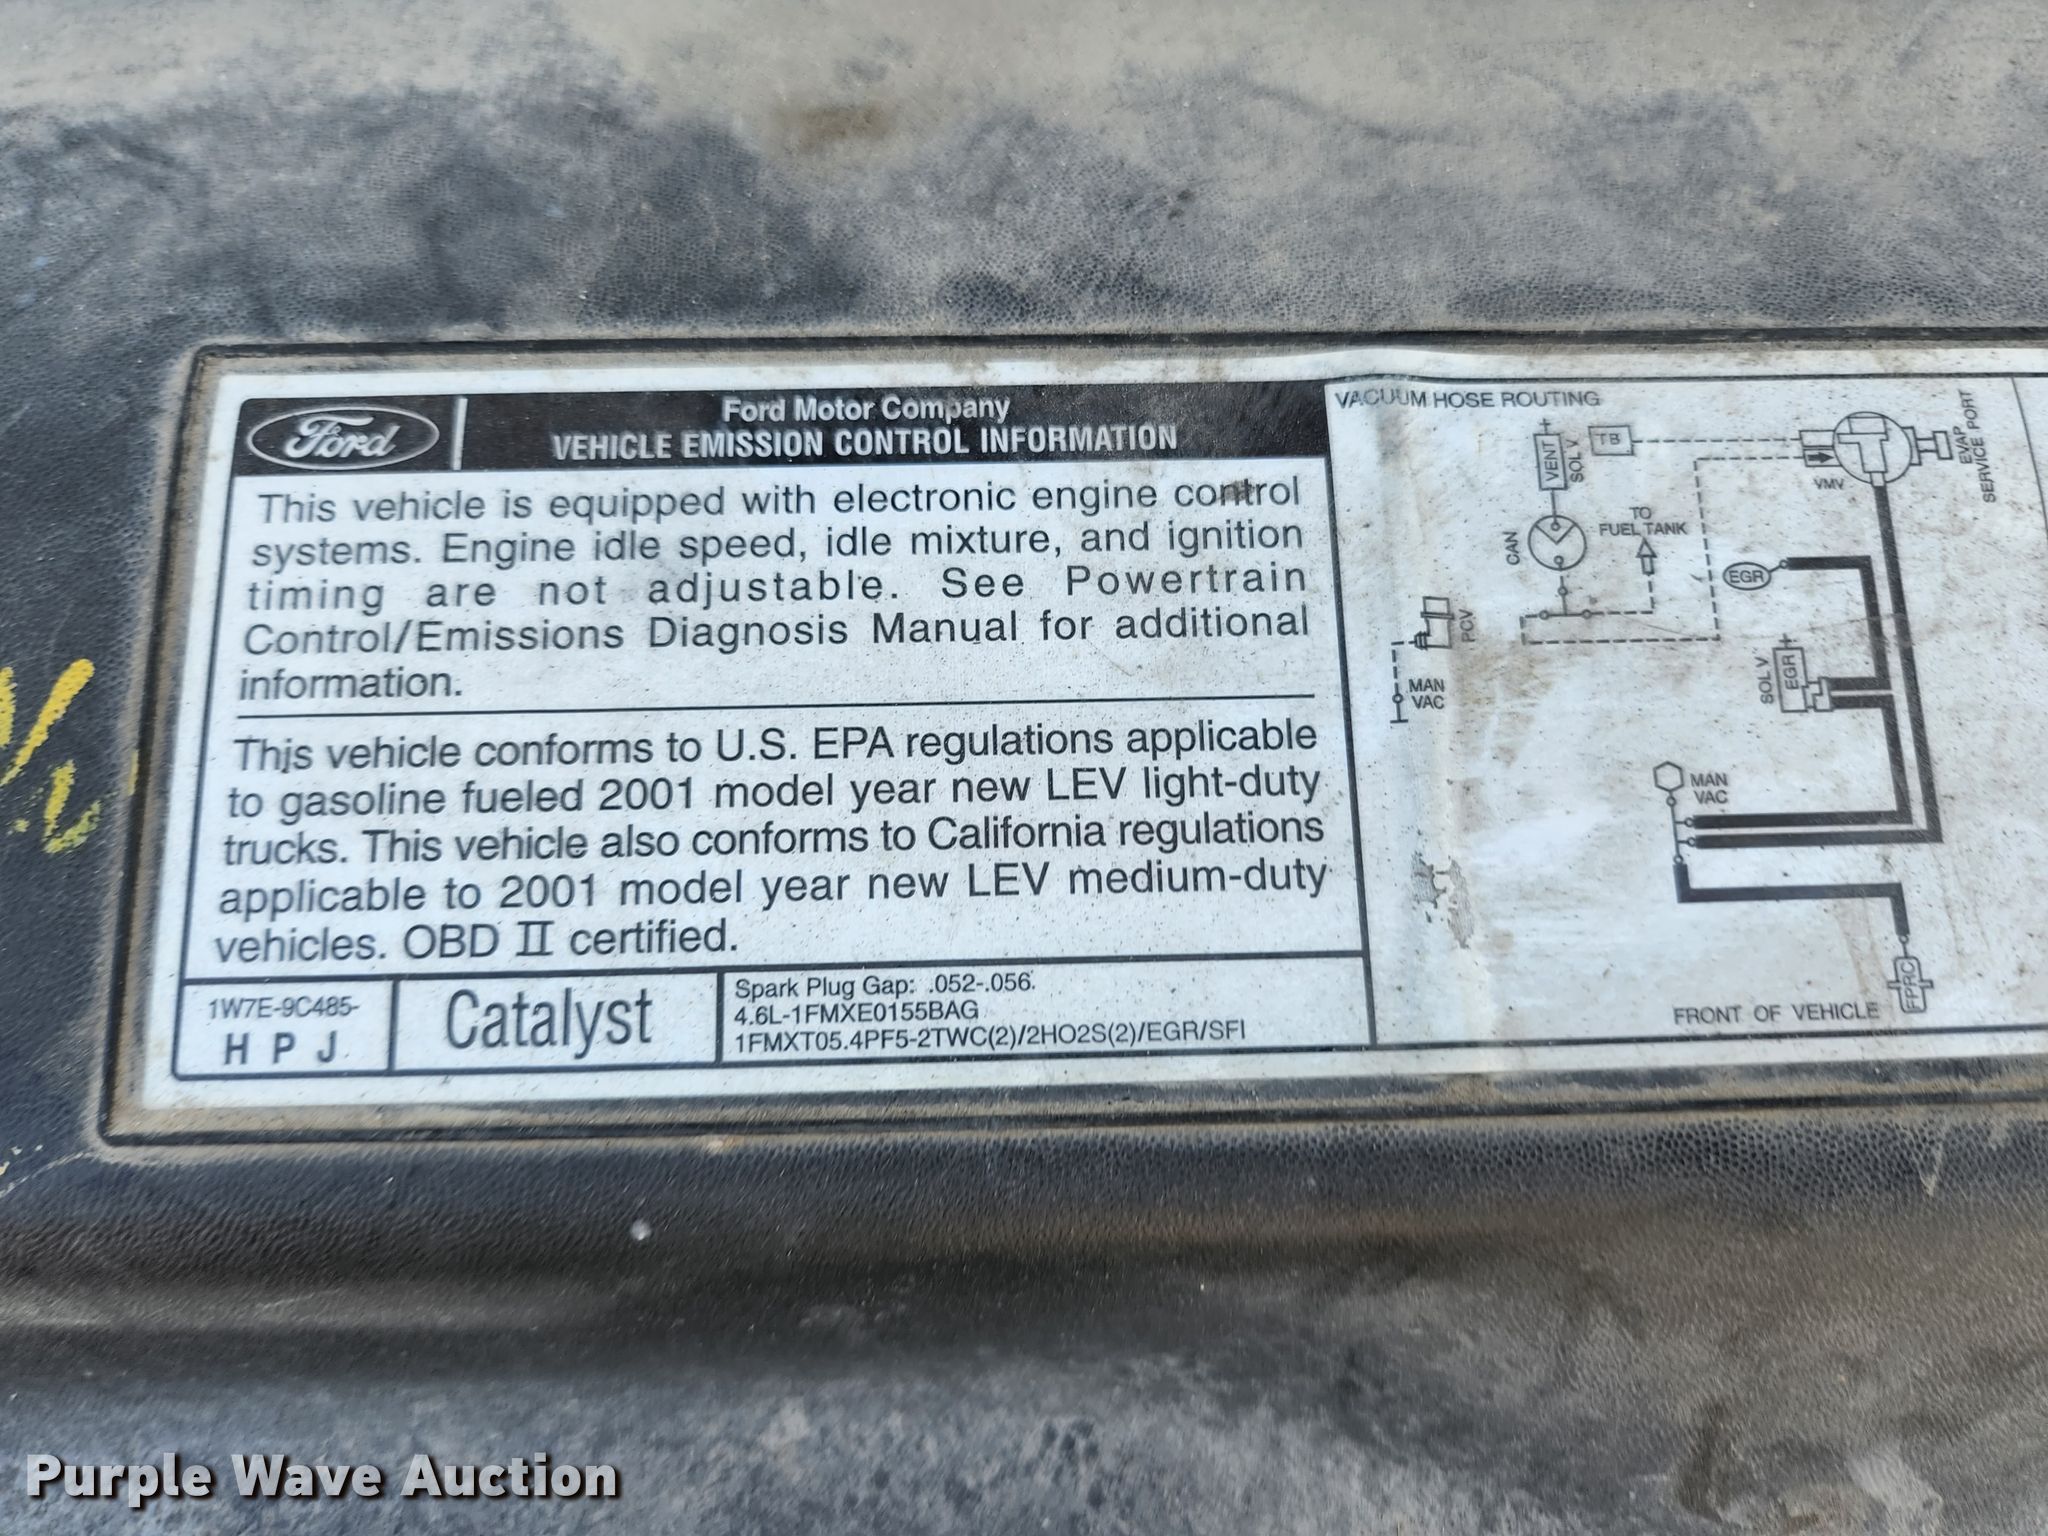 Ford
Ford Motor Company
VEHICLE EMISSION CONTROL INFORMATION
This vehicle is equipped with electronic engine control
systems. Engine idle speed, idle mixture, and ignition
timing are not adjustable. See Powertrain
Control/Emissions Diagnosis Manual for additional
information.
This vehicle conforms to U.S. EPA regulations applicable
to gasoline fueled 2001 model year new LEV light-duty
trucks. This vehicle also conforms to California regulations
applicable to 2001 model year new LEV medium-duty
vehicles. OBD II certified.
1W7E-9C485-
H P J
Catalyst
Spark Plug Gap: .052-.056.
4.6L-1FMXE0155BAG
1FMXT05.4PF5-2TWC(2)/2HO2S(2)/EGR/SFI
VACUUM HOSE ROUTING
VENT
SOL V
+
TB
VMV
EVAP
SERVICE PORT
CAN
TO
FUEL TANK
EGR
PCV
MAN
VAC
SOL V
EGR
+
MAN
VAC
FPRC
FRONT OF VEHICLE
Purple Wave Auction